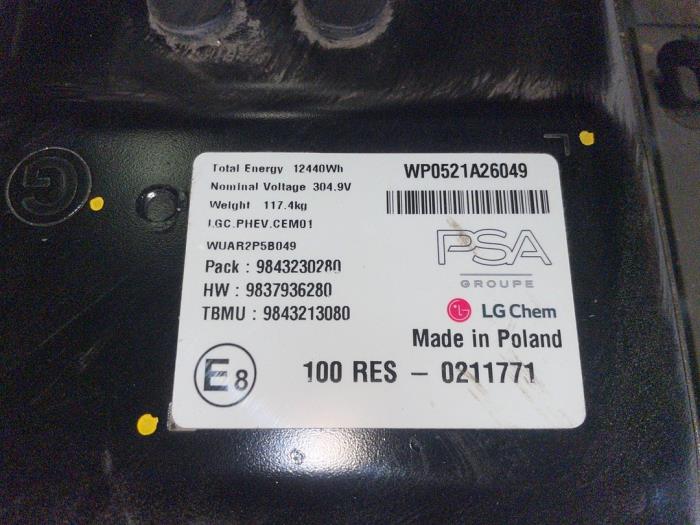 Total Energy 12440Wh
Nominal Voltage 304.9V
Weight 117.4kg
LGC.PHEV.CEM01
WUAR2P5B049
Pack : 9843230280
HW : 9837936280
TBMU : 9843213080
WP0521A26049
PSA
GROUPE
LG Chem
Made in Poland
E8
100 RES - 0211771